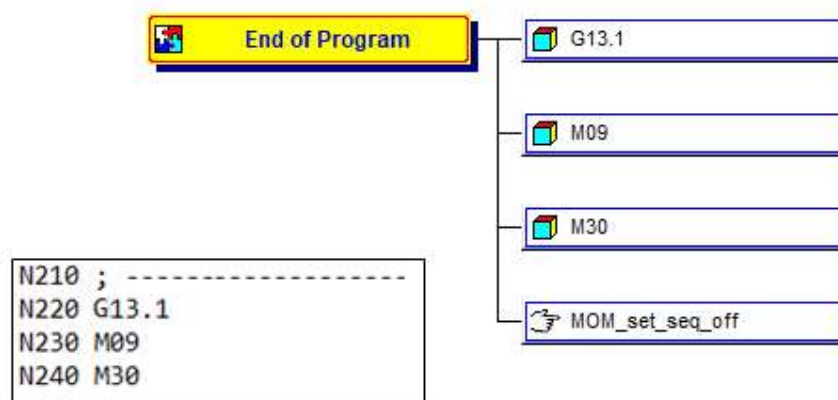 End of Program
G13.1
M09
M30
MOM_set_seq_off
N210 ; --------------------
N220 G13.1
N230 M09
N240 M30